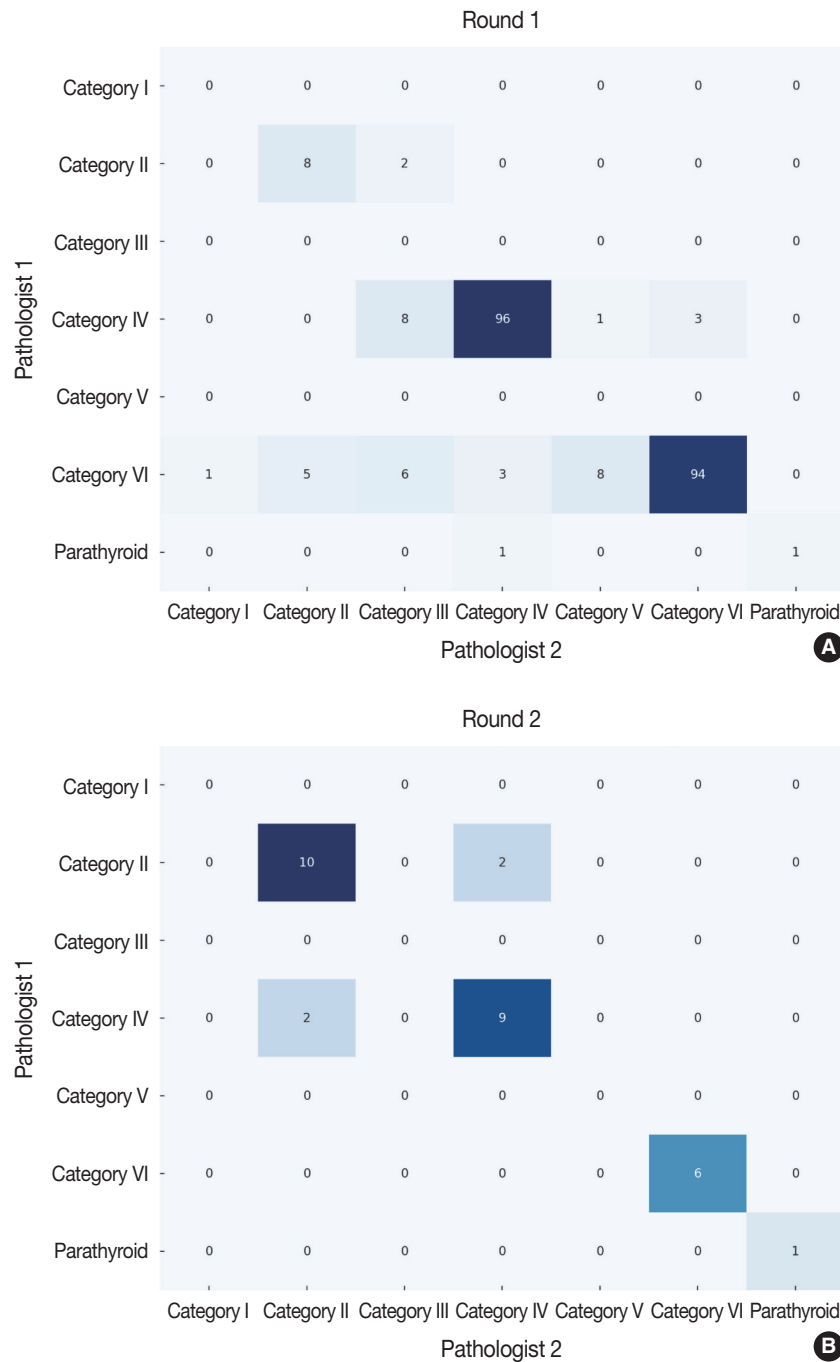 Round 1
Category I 0 0 0 0 0 0 0
Category II 0 8 2 0 0 0 0
Category III 0 0 0 0 0 0 0
Category IV 0 0 8 96 1 3 0
Category V 0 0 0 0 0 0 0
Category VI 1 5 6 3 8 94 0
Parathyroid 0 0 0 1 0 0 1
Pathologist 1
Category I Category II Category III Category IV Category V Category VI Parathyroid
Pathologist 2
A
Round 2
Category I 0 0 0 0 0 0 0
Category II 0 10 0 2 0 0 0
Category III 0 0 0 0 0 0 0
Category IV 0 2 0 9 0 0 0
Category V 0 0 0 0 0 0 0
Category VI 0 0 0 0 0 6 0
Parathyroid 0 0 0 0 0 0 1
Pathologist 1
Category I Category II Category III Category IV Category V Category VI Parathyroid
Pathologist 2
B